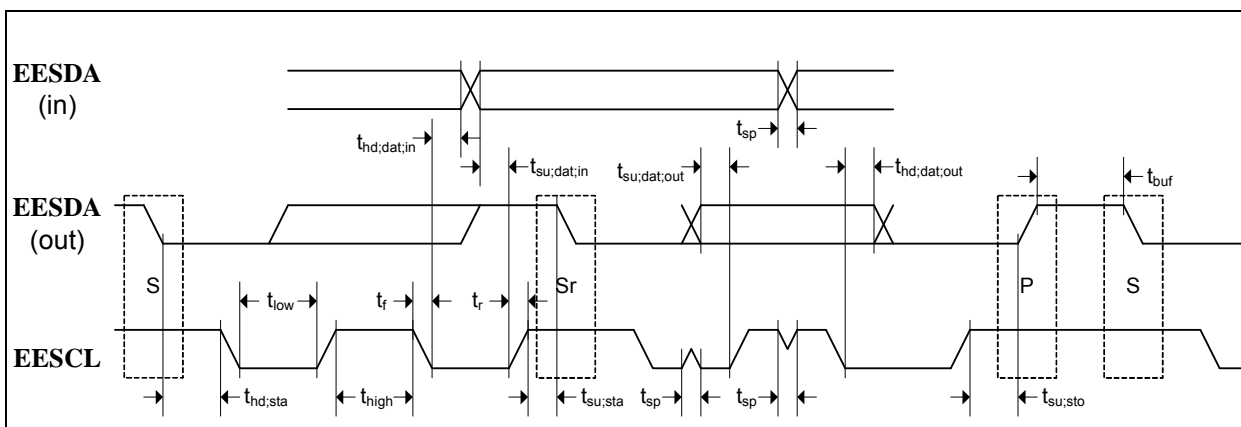 EESDA
(in)
t_hd;dat;in
t_sp
t_su;dat;in
t_su;dat;out
t_hd;dat;out
t_buf
EESDA
(out)
S
t_low
t_f
t_r
Sr
P
S
EESCL
t_hd;sta
t_high
t_su;sta
t_sp
t_sp
t_su;sto